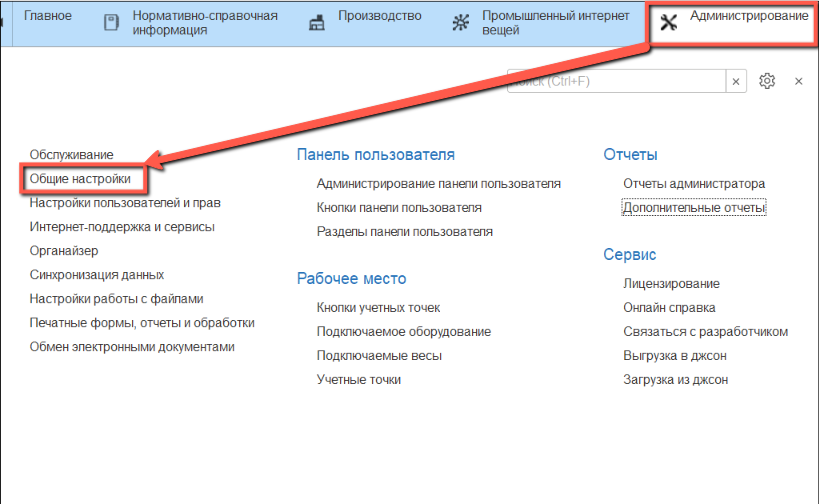 Главное
Нормативно-справочная
информация
Производство
Промышленный интернет
вещей
Администрирование
(Ctrl+F)
Обслуживание
Общие настройки
Настройки пользователей и прав
Интернет-поддержка и сервисы
Органайзер
Синхронизация данных
Настройки работы с файлами
Печатные формы, отчеты и обработки
Обмен электронными документами
Панель пользователя
Администрирование панели пользователя
Кнопки панели пользователя
Разделы панели пользователя
Рабочее место
Кнопки учетных точек
Подключаемое оборудование
Подключаемые весы
Учетные точки
Отчеты
Отчеты администратора
Дополнительные отчеты
Сервис
Лицензирование
Онлайн справка
Связаться с разработчиком
Выгрузка в джсон
Загрузка из джсон